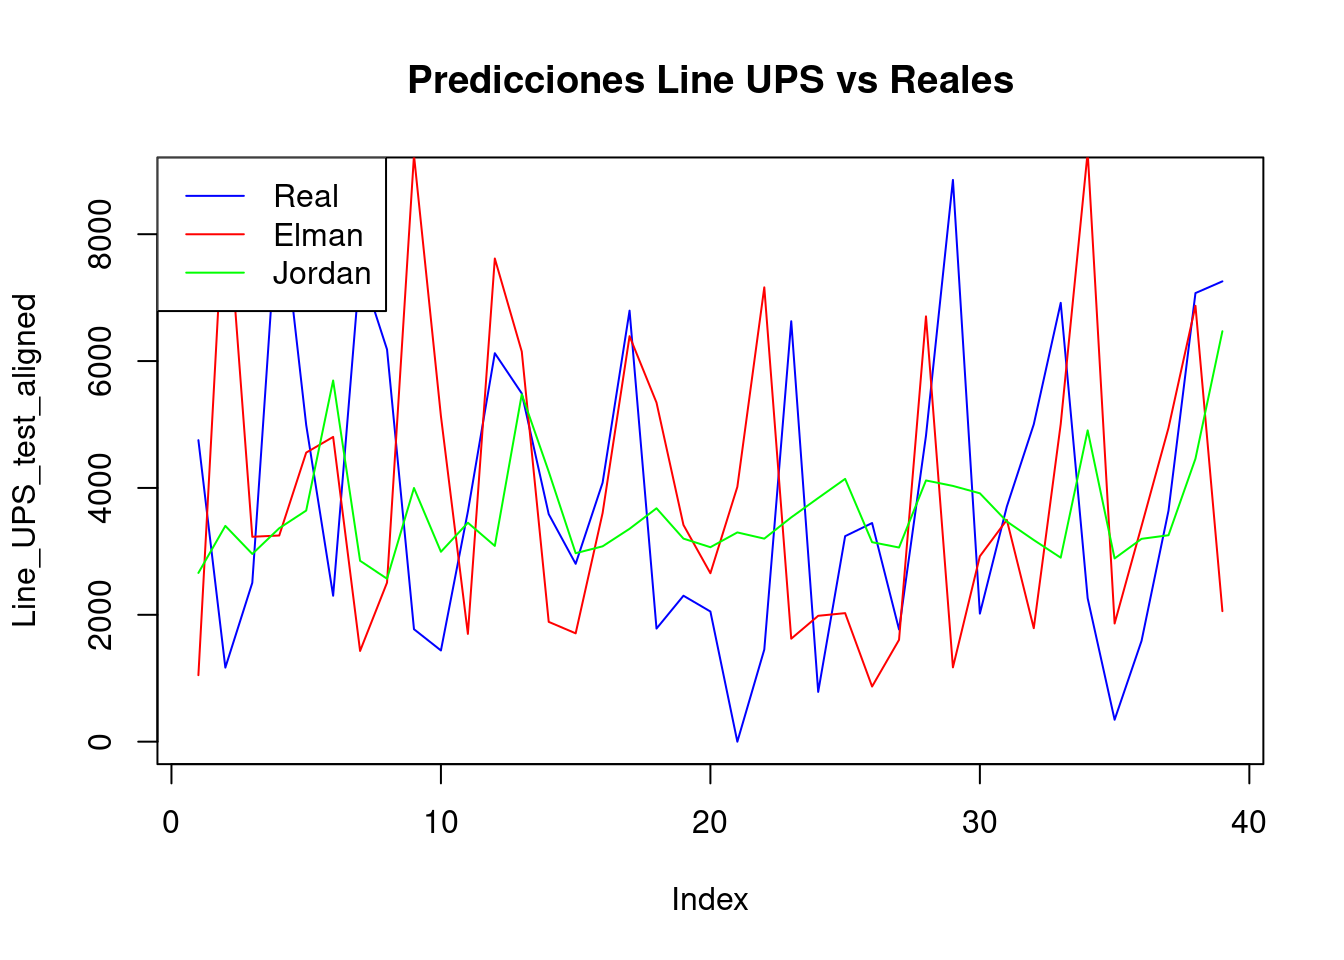 Predicciones Line UPS vs Reales
Real
Elman
Jordan
Line_UPS_test_aligned
8000
6000
4000
2000
0
0 10 20 30 40
Index